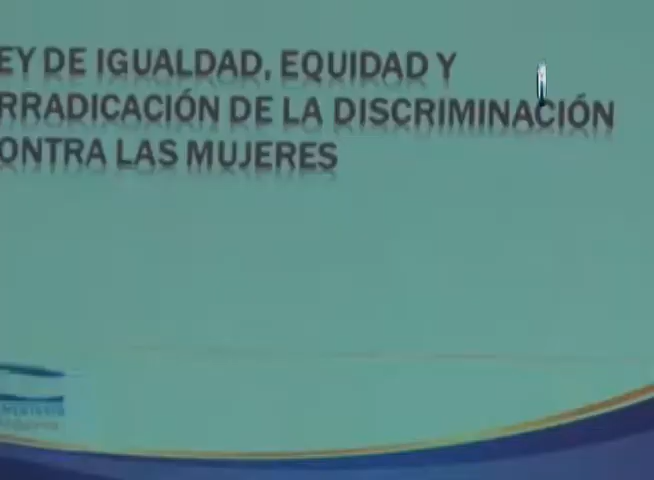 EY DE IGUALDAD, EQUIDAD Y
RRADICACIÓN DE LA DISCRIMINACIÓN
ONTRA LAS MUJERES